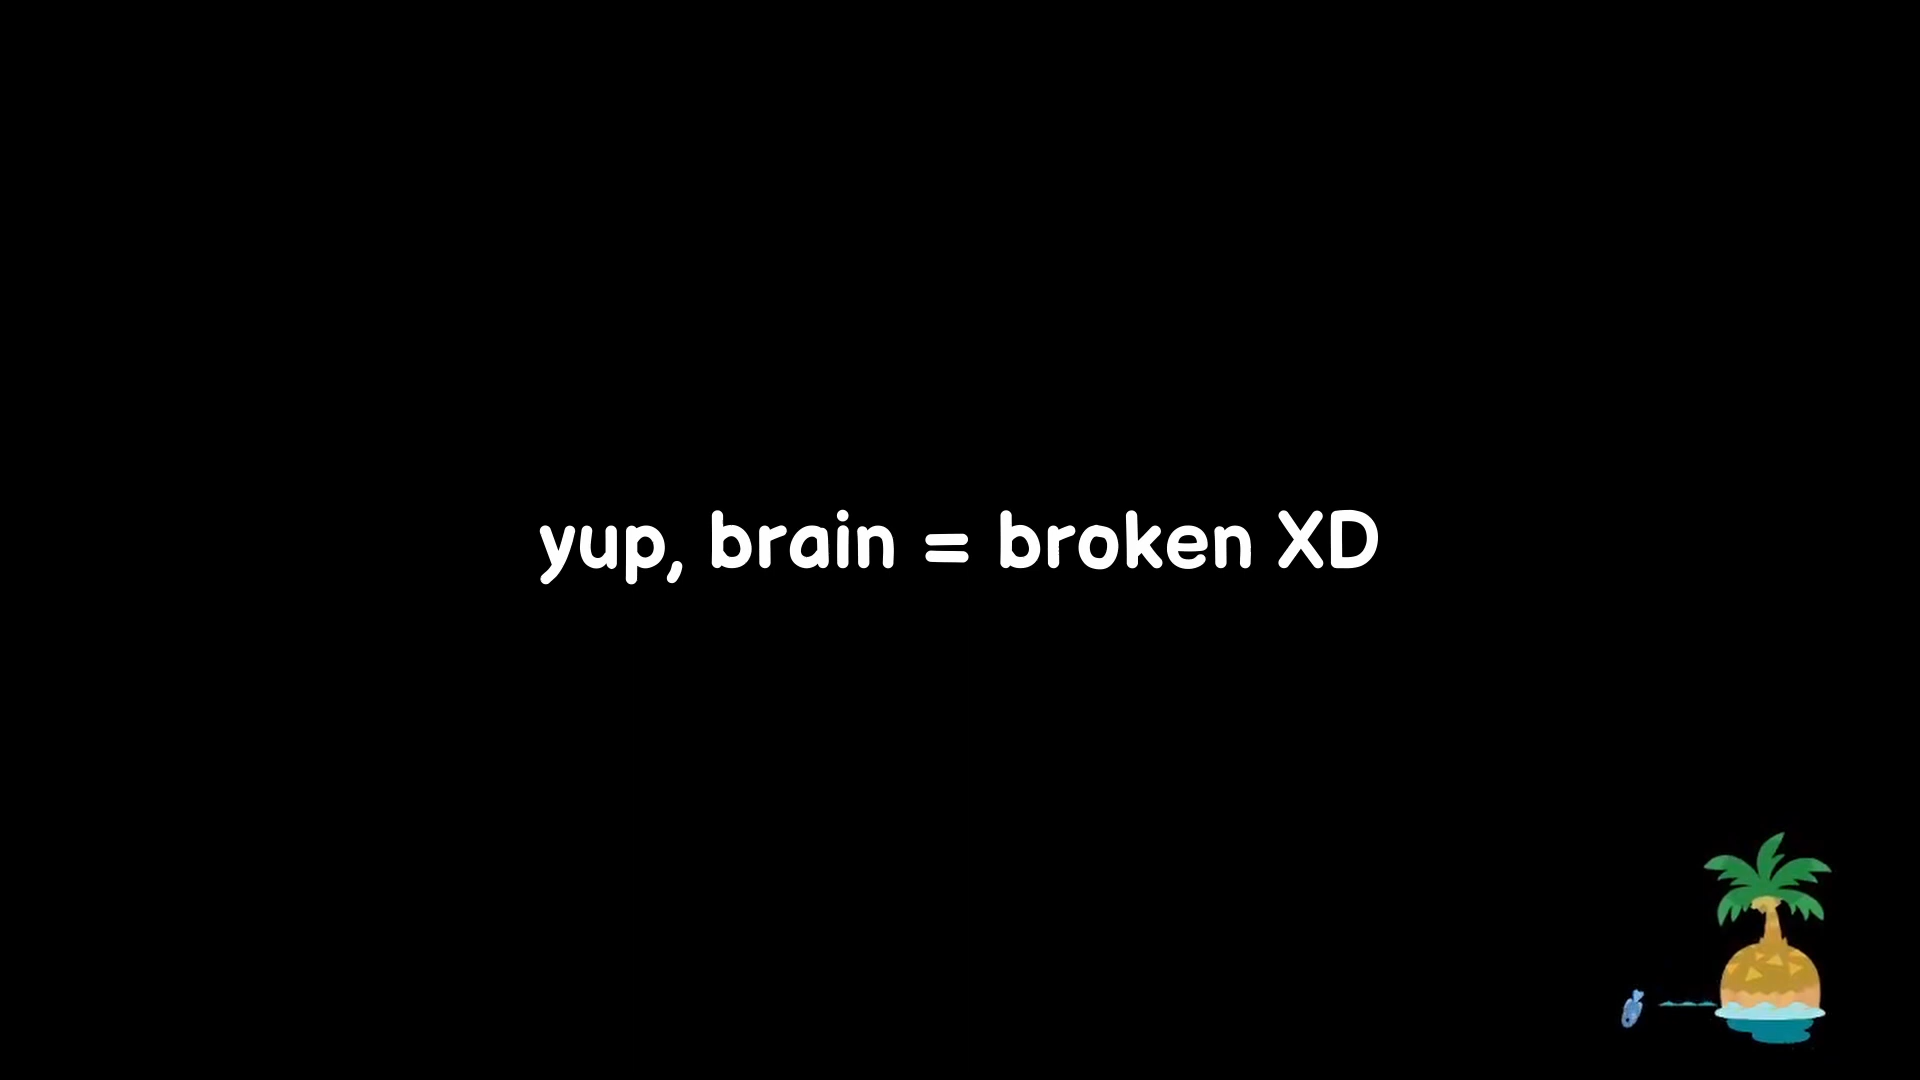 yup, brain = broken XD